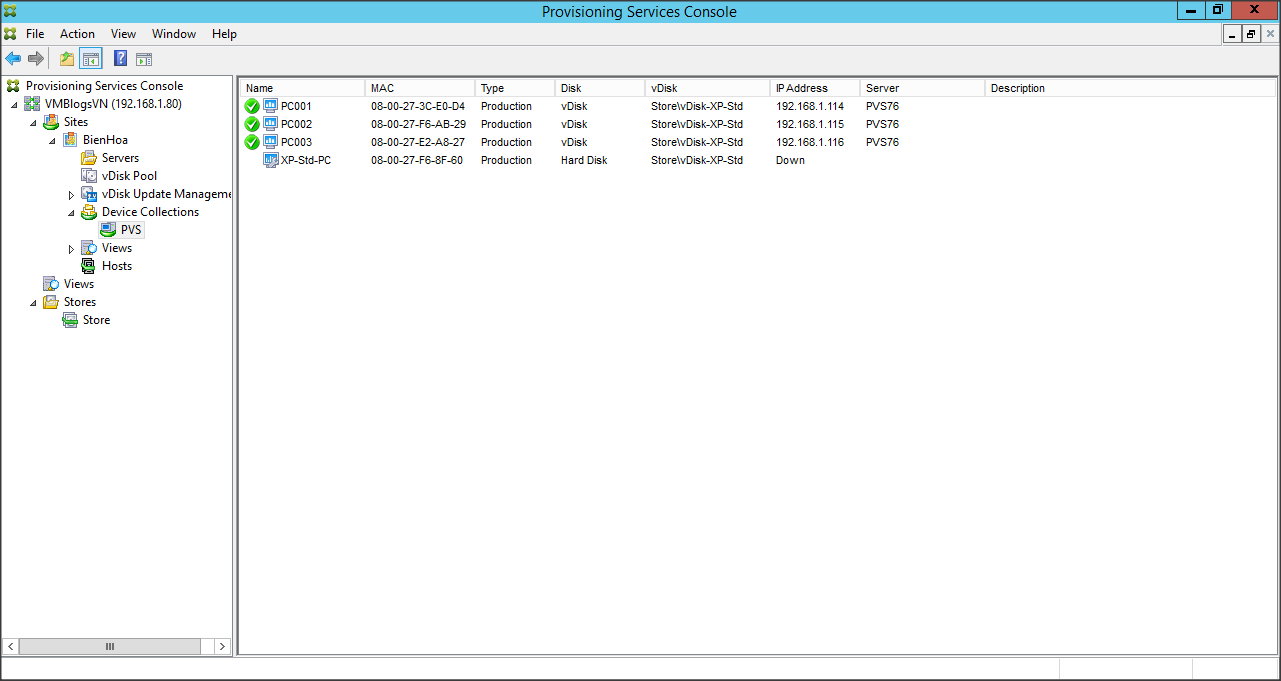 Provisioning Services Console
File Action View Window Help
Provisioning Services Console
VMBlogsVN (192.168.1.80)
Sites
BienHoa
Servers
vDisk Pool
vDisk Update Manageme
Device Collections
PVS
Views
Hosts
Views
Stores
Store
Name MAC Type Disk vDisk IP Address Server Description
PC001 08-00-27-3C-E0-D4 Production vDisk Store\vDisk-XP-Std 192.168.1.114 PVS76
PC002 08-00-27-F6-AB-29 Production vDisk Store\vDisk-XP-Std 192.168.1.115 PVS76
PC003 08-00-27-E2-A8-27 Production vDisk Store\vDisk-XP-Std 192.168.1.116 PVS76
XP-Std-PC 08-00-27-F6-8F-60 Production Hard Disk Store\vDisk-XP-Std Down